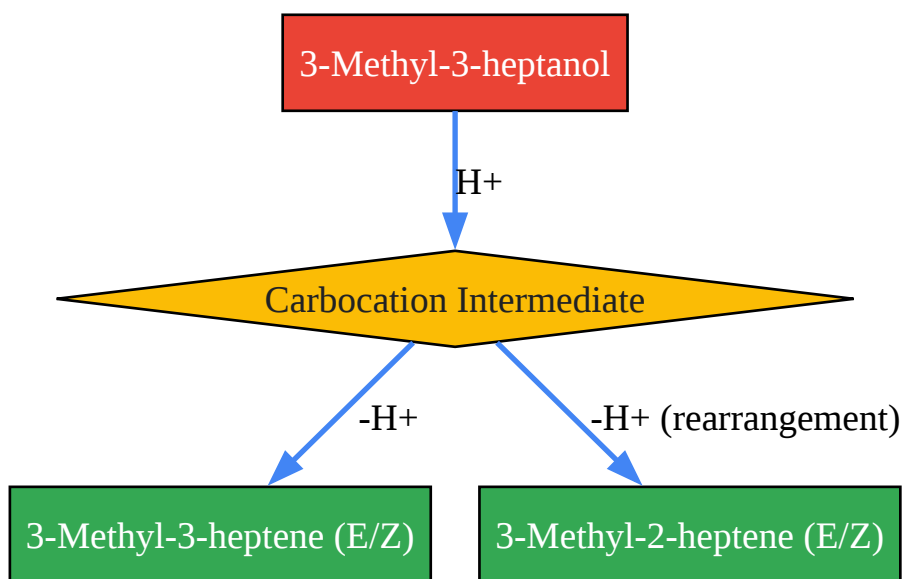 3-Methyl-3-heptanol
H+
Carbocation Intermediate
-H+
-H+ (rearrangement)
3-Methyl-3-heptene (E/Z)
3-Methyl-2-heptene (E/Z)